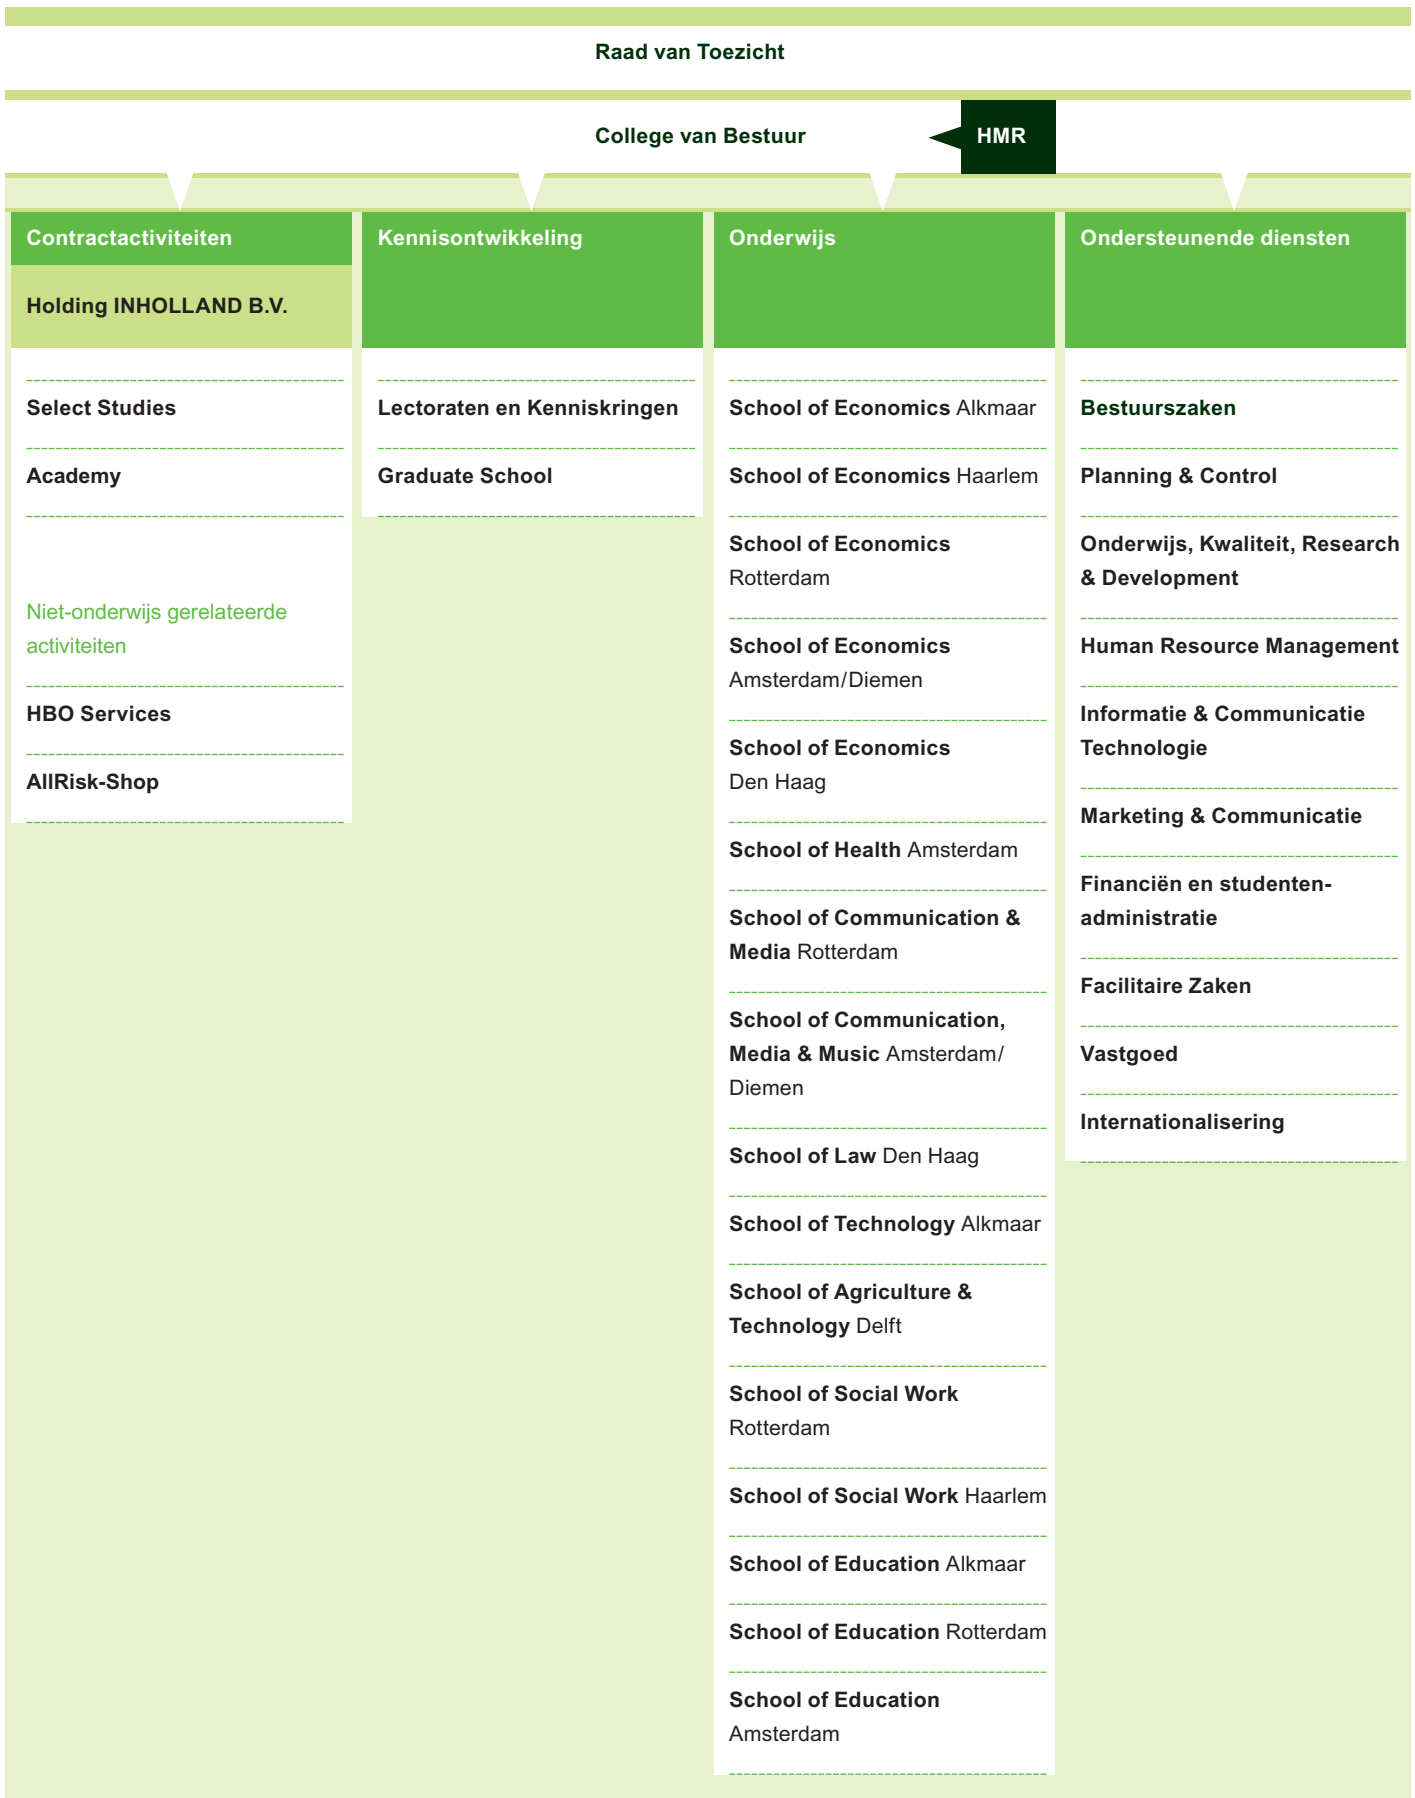 Raad van Toezicht
College van Bestuur
HMR
Contractactiviteiten
Holding INHOLLAND B.V.
Select Studies
Academy
Niet-onderwijs gerelateerde
activiteiten
HBO Services
AllRisk-Shop
Kennisontwikkeling
Lectoraten en Kenniskringen
Graduate School
Onderwijs
School of Economics Alkmaar
School of Economics Haarlem
School of Economics
Rotterdam
School of Economics
Amsterdam/Diemen
School of Economics
Den Haag
School of Health Amsterdam
School of Communication &
Media Rotterdam
School of Communication,
Media & Music Amsterdam/
Diemen
School of Law Den Haag
School of Technology Alkmaar
School of Agriculture &
Technology Delft
School of Social Work
Rotterdam
School of Social Work Haarlem
School of Education Alkmaar
School of Education Rotterdam
School of Education
Amsterdam
Ondersteunende diensten
Bestuurszaken
Planning & Control
Onderwijs, Kwaliteit, Research
& Development
Human Resource Management
Informatie & Communicatie
Technologie
Marketing & Communicatie
Financiën en studenten-
administratie
Facilitaire Zaken
Vastgoed
Internationalisering